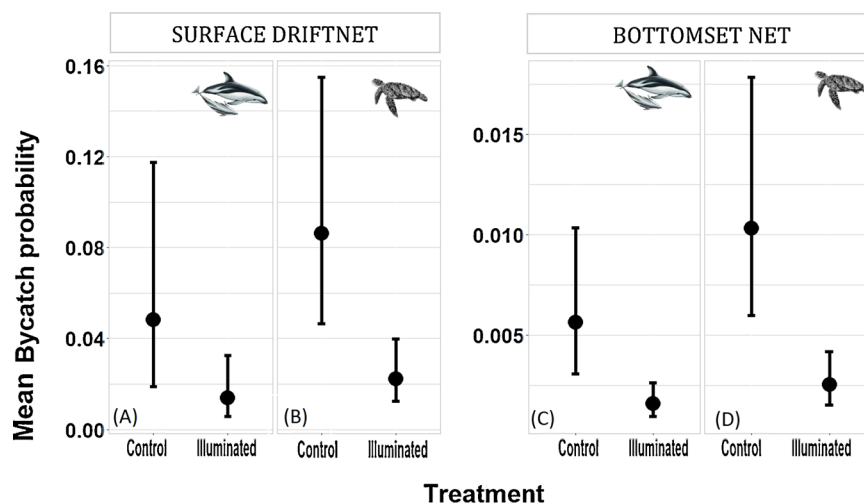 SURFACE DRIFTNET
BOTTOMSET NET
Mean Bycatch probability
0.16
0.12
0.08
0.04
0.00
(A)
(B)
Control
Illuminated
Control
Illuminated
0.015
0.010
0.005
(C)
(D)
Control
Illuminated
Control
Illuminated
Treatment